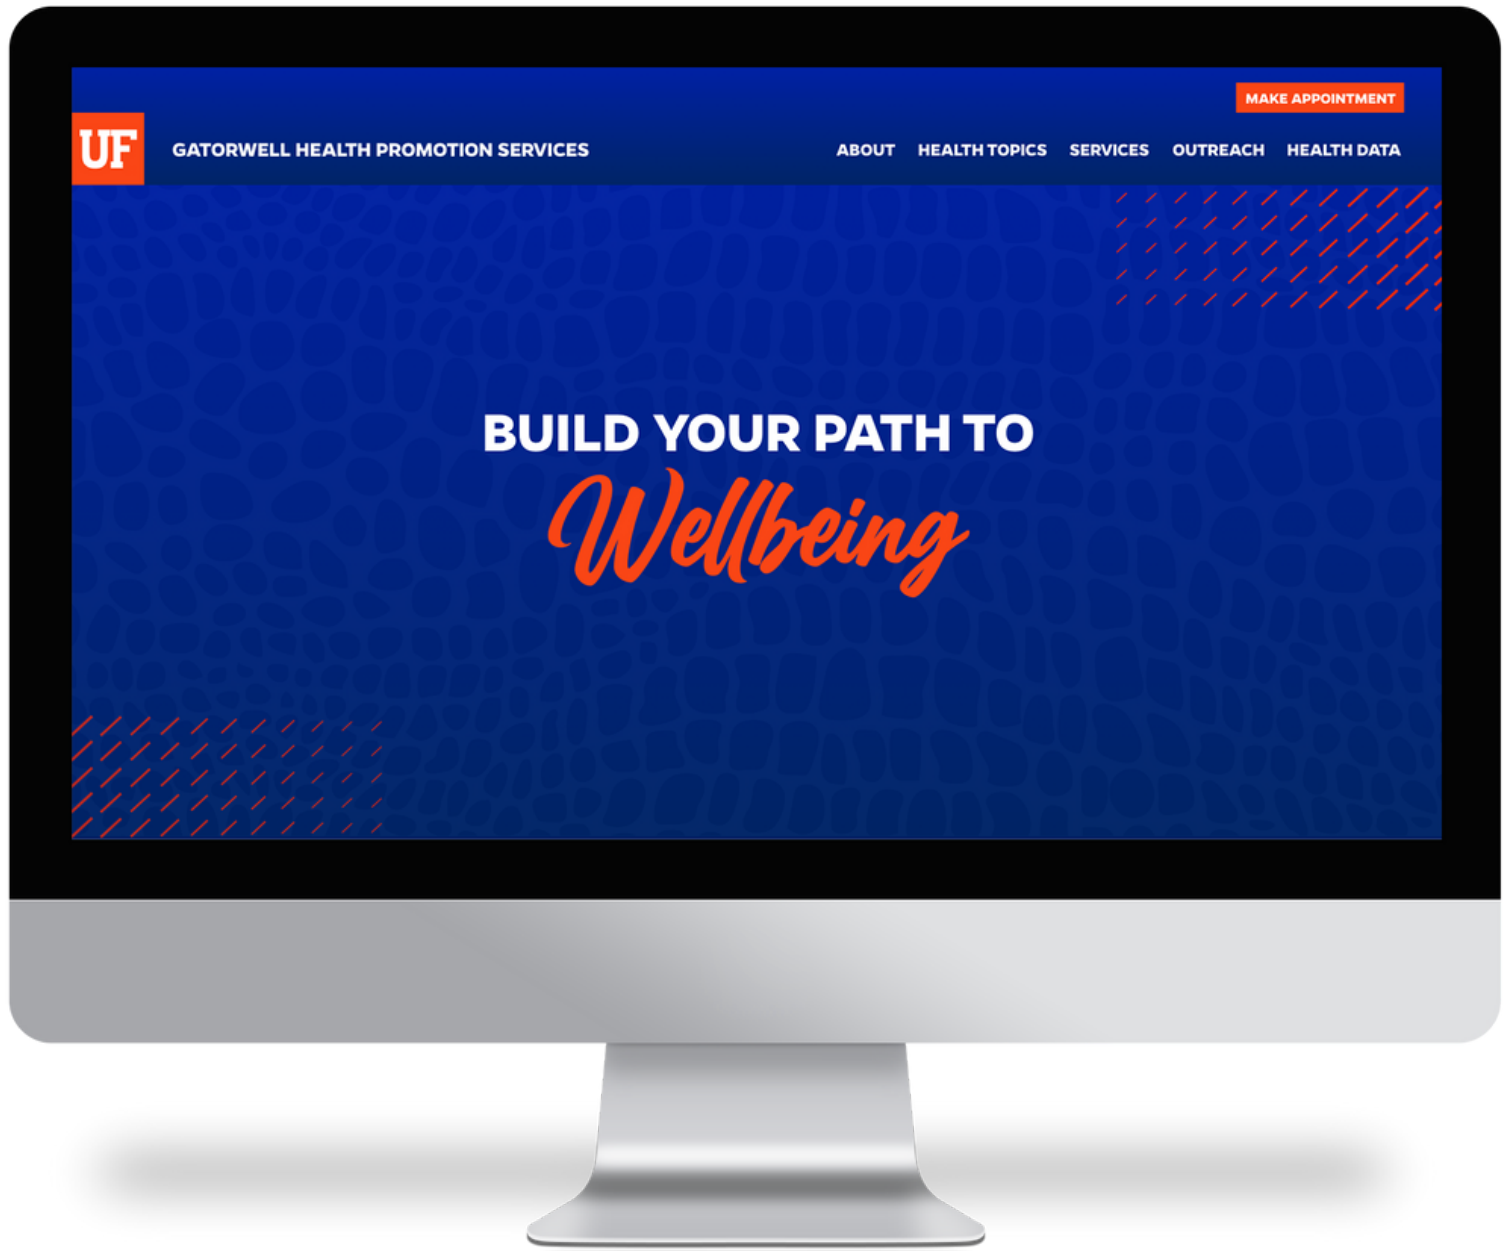 MAKE APPOINTMENT
UF
GATORWELL HEALTH PROMOTION SERVICES
ABOUT HEALTH TOPICS SERVICES OUTREACH HEALTH DATA
BUILD YOUR PATH TO
Wellbeing